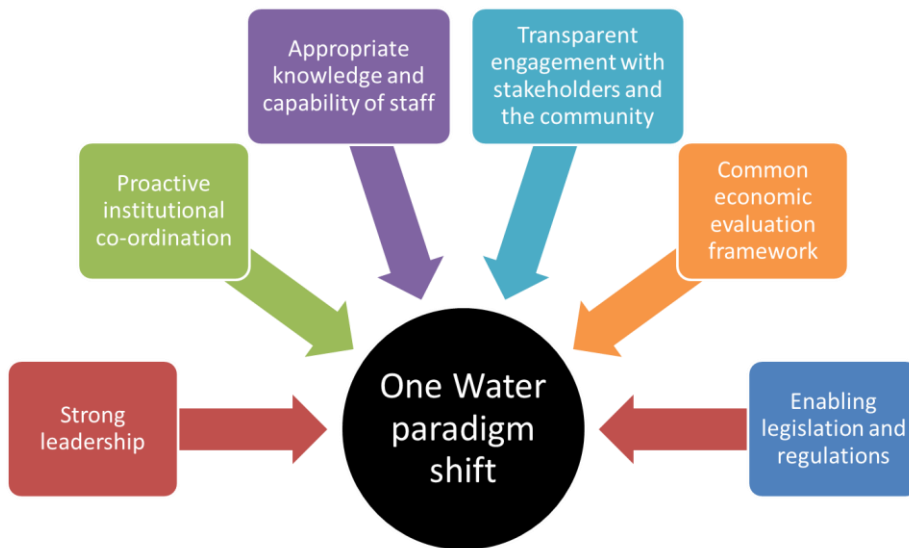 Appropriate
knowledge and
capability of staff
Transparent
engagement with
stakeholders and
the community
Proactive
institutional
co-ordination
Common
economic
evaluation
framework
Strong
leadership
One Water
paradigm
shift
Enabling
legislation and
regulations